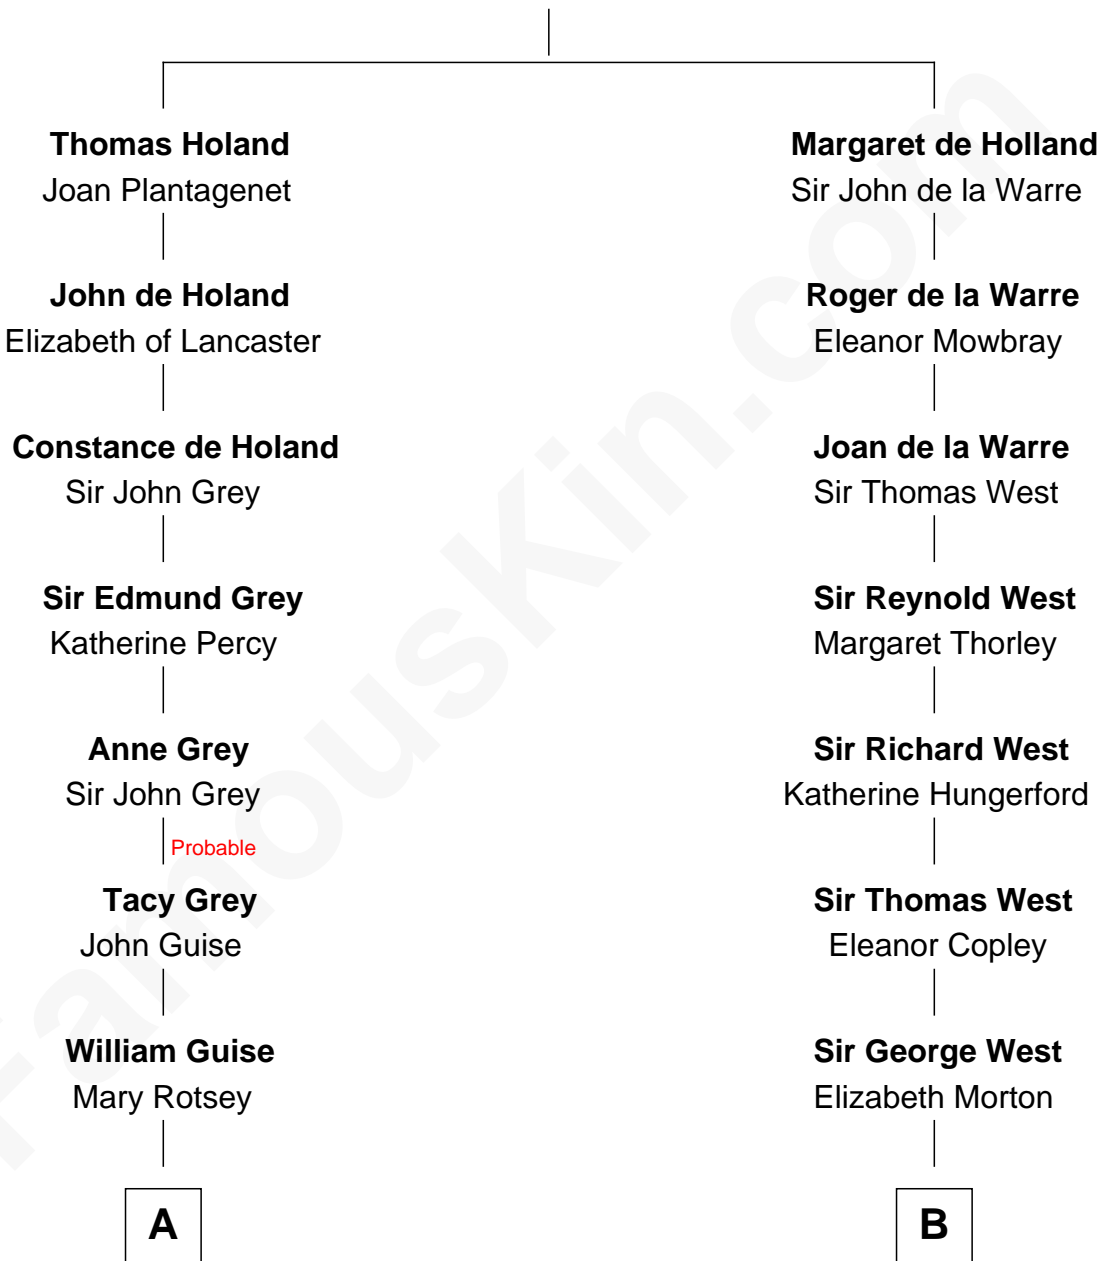 Thomas Holand
Joan Plantagenet
John de Holand
Elizabeth of Lancaster
Constance de Holand
Sir John Grey
Sir Edmund Grey
Katherine Percy
Anne Grey
Sir John Grey
Probable
Tacy Grey
John Guise
William Guise
Mary Rotsey
A
Margaret de Holland
Sir John de la Warre
Roger de la Warre
Eleanor Mowbray
Joan de la Warre
Sir Thomas West
Sir Reynold West
Margaret Thorley
Sir Richard West
Katherine Hungerford
Sir Thomas West
Eleanor Copley
Sir George West
Elizabeth Morton
B
FamousKin.com